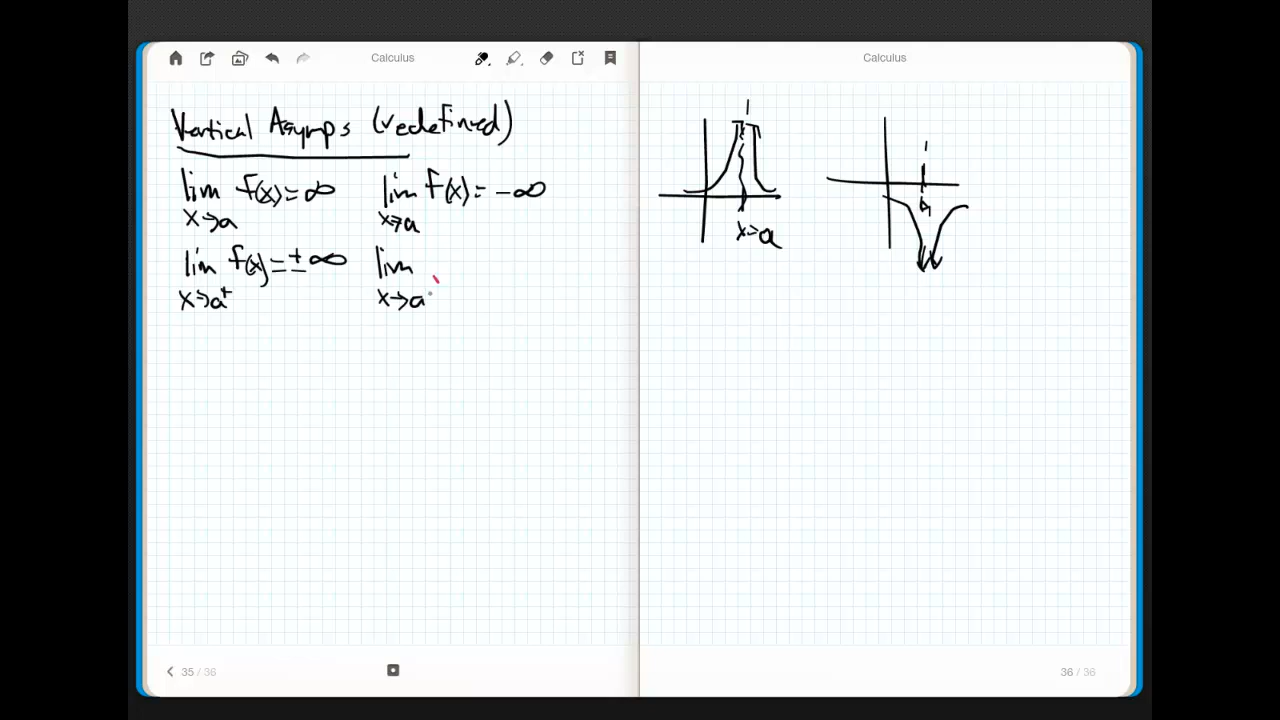 Calculus
Calculus
Vertical Asymps (redefined)
lim f(x) = ∞ lim f(x) = -∞
x→a x→a
lim f(x) = ± ∞ lim
x→a⁺ x→a
x→a
a
35 / 36
36 / 36